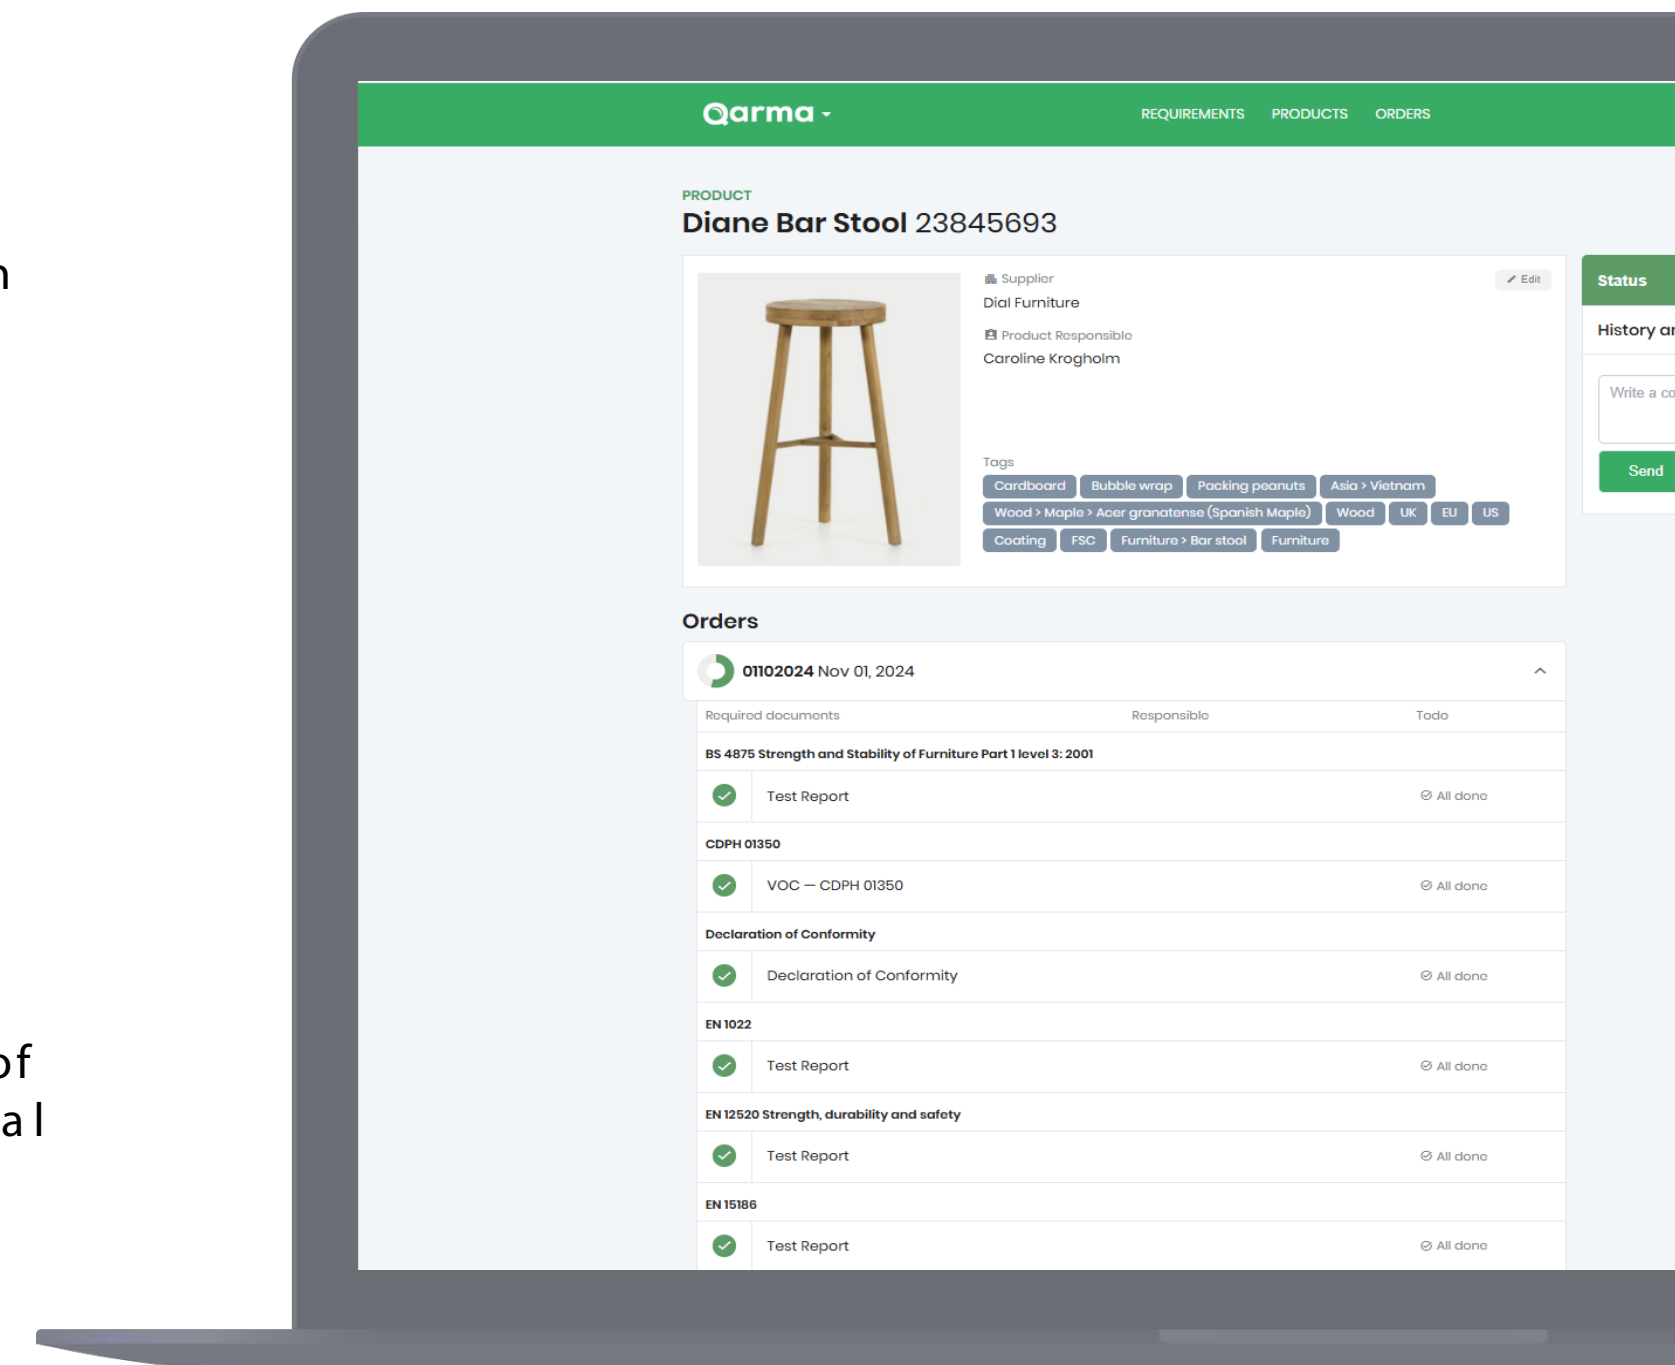 n
of
al
Qarma
REQUIREMENTS PRODUCTS ORDERS
PRODUCT
Diane Bar Stool 23845693
Supplier
Edit
Dial Furniture
Product Responsible
Caroline Krogholm
Tags
Cardboard Bubble wrap Packing peanuts Asia > Vietnam
Wood > Maple > Acer granatense (Spanish Maple) Wood UK EU US
Coating FSC Furniture > Bar stool Furniture
Status
History a
Write a co
Send
Orders
01102024 Nov 01, 2024
Required documents Responsible Todo
BS 4875 Strength and Stability of Furniture Part 1 level 3: 2001
Test Report All done
CDPH 01350
VOC — CDPH 01350 All done
Declaration of Conformity
Declaration of Conformity All done
EN 1022
Test Report All done
EN 12520 Strength, durability and safety
Test Report All done
EN 15186
Test Report All done